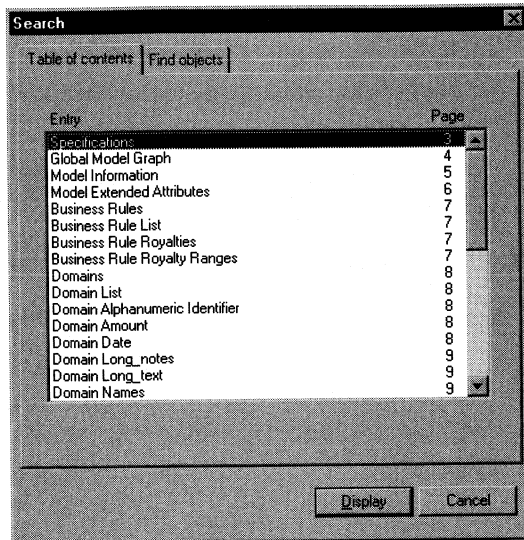 Search
Table of contents Find objects
Entry Page
Specifications 3
Global Model Graph 4
Model Information 5
Model Extended Attributes 6
Business Rules 7
Business Rule List 7
Business Rule Royalties 7
Business Rule Royalty Ranges 7
Domains 8
Domain List 8
Domain Alphanumeric Identifier 8
Domain Amount 8
Domain Date 8
Domain Long_notes 9
Domain Long_text 9
Domain Names 9
Display Cancel